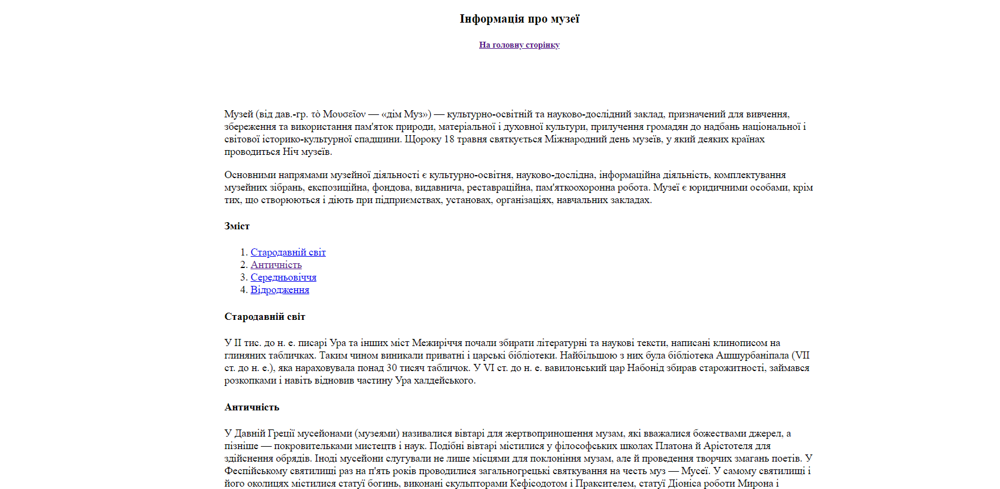 Інформація про музеї
На головну сторінку
Музей (від дав.-гр. τὸ Μουσεῖον — «дім Муз») — культурно-освітній та науково-дослідний заклад, призначений для вивчення,
збереження та використання пам'яток природи, матеріальної і духовної культури, прилучення громадян до надбань національної і
світової історико-культурної спадщини. Щороку 18 травня святкується Міжнародний день музеїв, у який деяких країнах
проводиться Ніч музеїв.
Основними напрямами музейної діяльності є культурно-освітня, науково-дослідна, інформаційна діяльність, комплектування
музейних зібрань, експозиційна, фондова, видавнича, реставраційна, пам'яткоохоронна робота. Музеї є юридичними особами, крім
тих, що створюються і діють при підприємствах, установах, організаціях, навчальних закладах.
Зміст
1. Стародавній світ
2. Античність
3. Середньовіччя
4. Відродження
Стародавній світ
У II тис. до н. е. писарі Ура та інших міст Межиріччя почали збирати літературні та наукові тексти, написані клинописом на
глиняних табличках. Таким чином виникали приватні і царські бібліотеки. Найбільшою з них була бібліотека Ашшурбаніпала (VII
ст. до н. е.), яка нараховувала понад 30 тисяч табличок. У VI ст. до н. е. вавилонський цар Набонід збирав старожитності, займався
розкопками і навіть відновив частину Ура халдейського.
Античність
У Давній Греції мусейонами (музеями) називалися вівтарі для жертвоприношення музам, які вважалися божествами джерел, а
пізніше — покровительками мистецтв і наук. Подібні вівтарі містилися у філософських школах Платона й Арістотеля для
здійснення обрядів. Іноді мусейони слугували не лише місцями для поклоніння музам, але й проведення творчих змагань поетів. У
Феспійському святилищі раз на п'ять років проводилися загальногрецькі святкування на честь муз — Мусеї. У самому святилищі і
його околицях містилися статуї богинь, виконані скульпторами Кефісодотом і Праксителем, статуї Діоніса роботи Мирона і